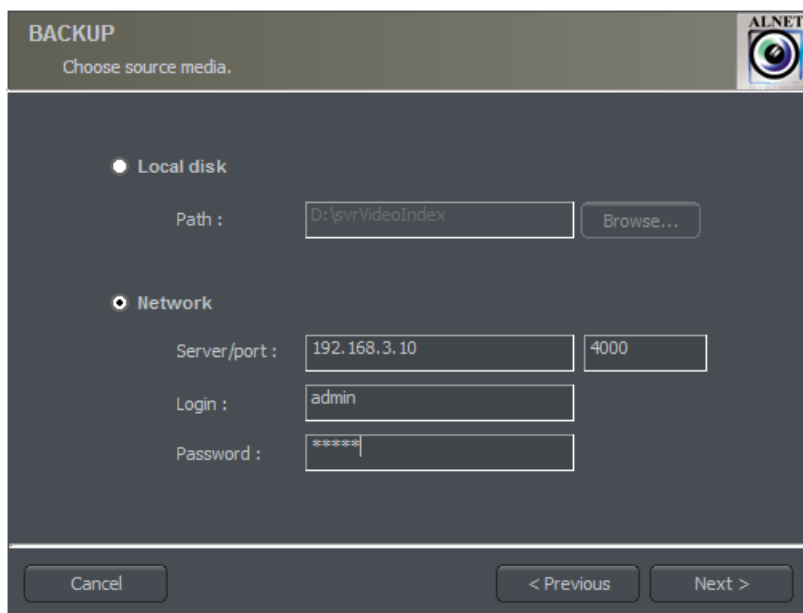 BACKUP
ALNET
Choose source media.
Local disk
Path :
D:\svrVideoIndex
Browse...
Network
Server/port :
192.168.3.10
4000
Login :
admin
Password :
*****
Cancel
< Previous
Next >